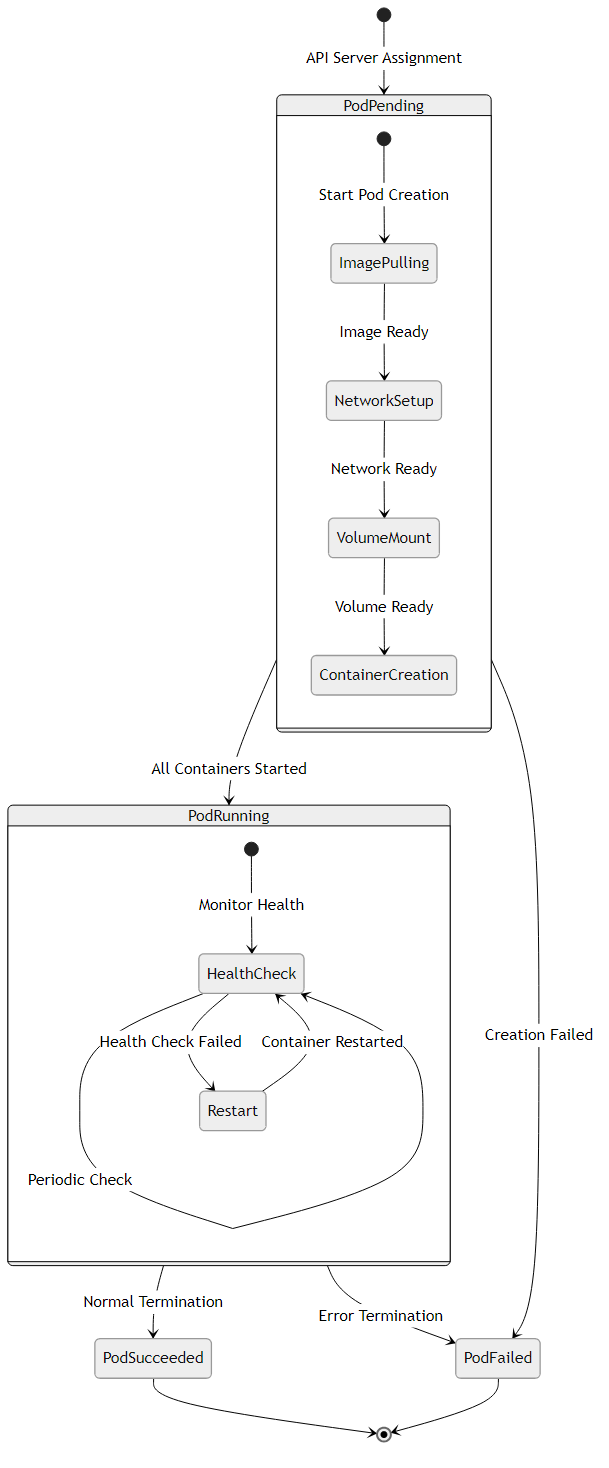 API Server Assignment
PodPending
Start Pod Creation
ImagePulling
Image Ready
NetworkSetup
Network Ready
VolumeMount
Volume Ready
ContainerCreation
All Containers Started
PodRunning
Monitor Health
HealthCheck
Creation Failed
Health Check Failed
Container Restarted
Restart
Periodic Check
Normal Termination
Error Termination
PodSucceeded
PodFailed